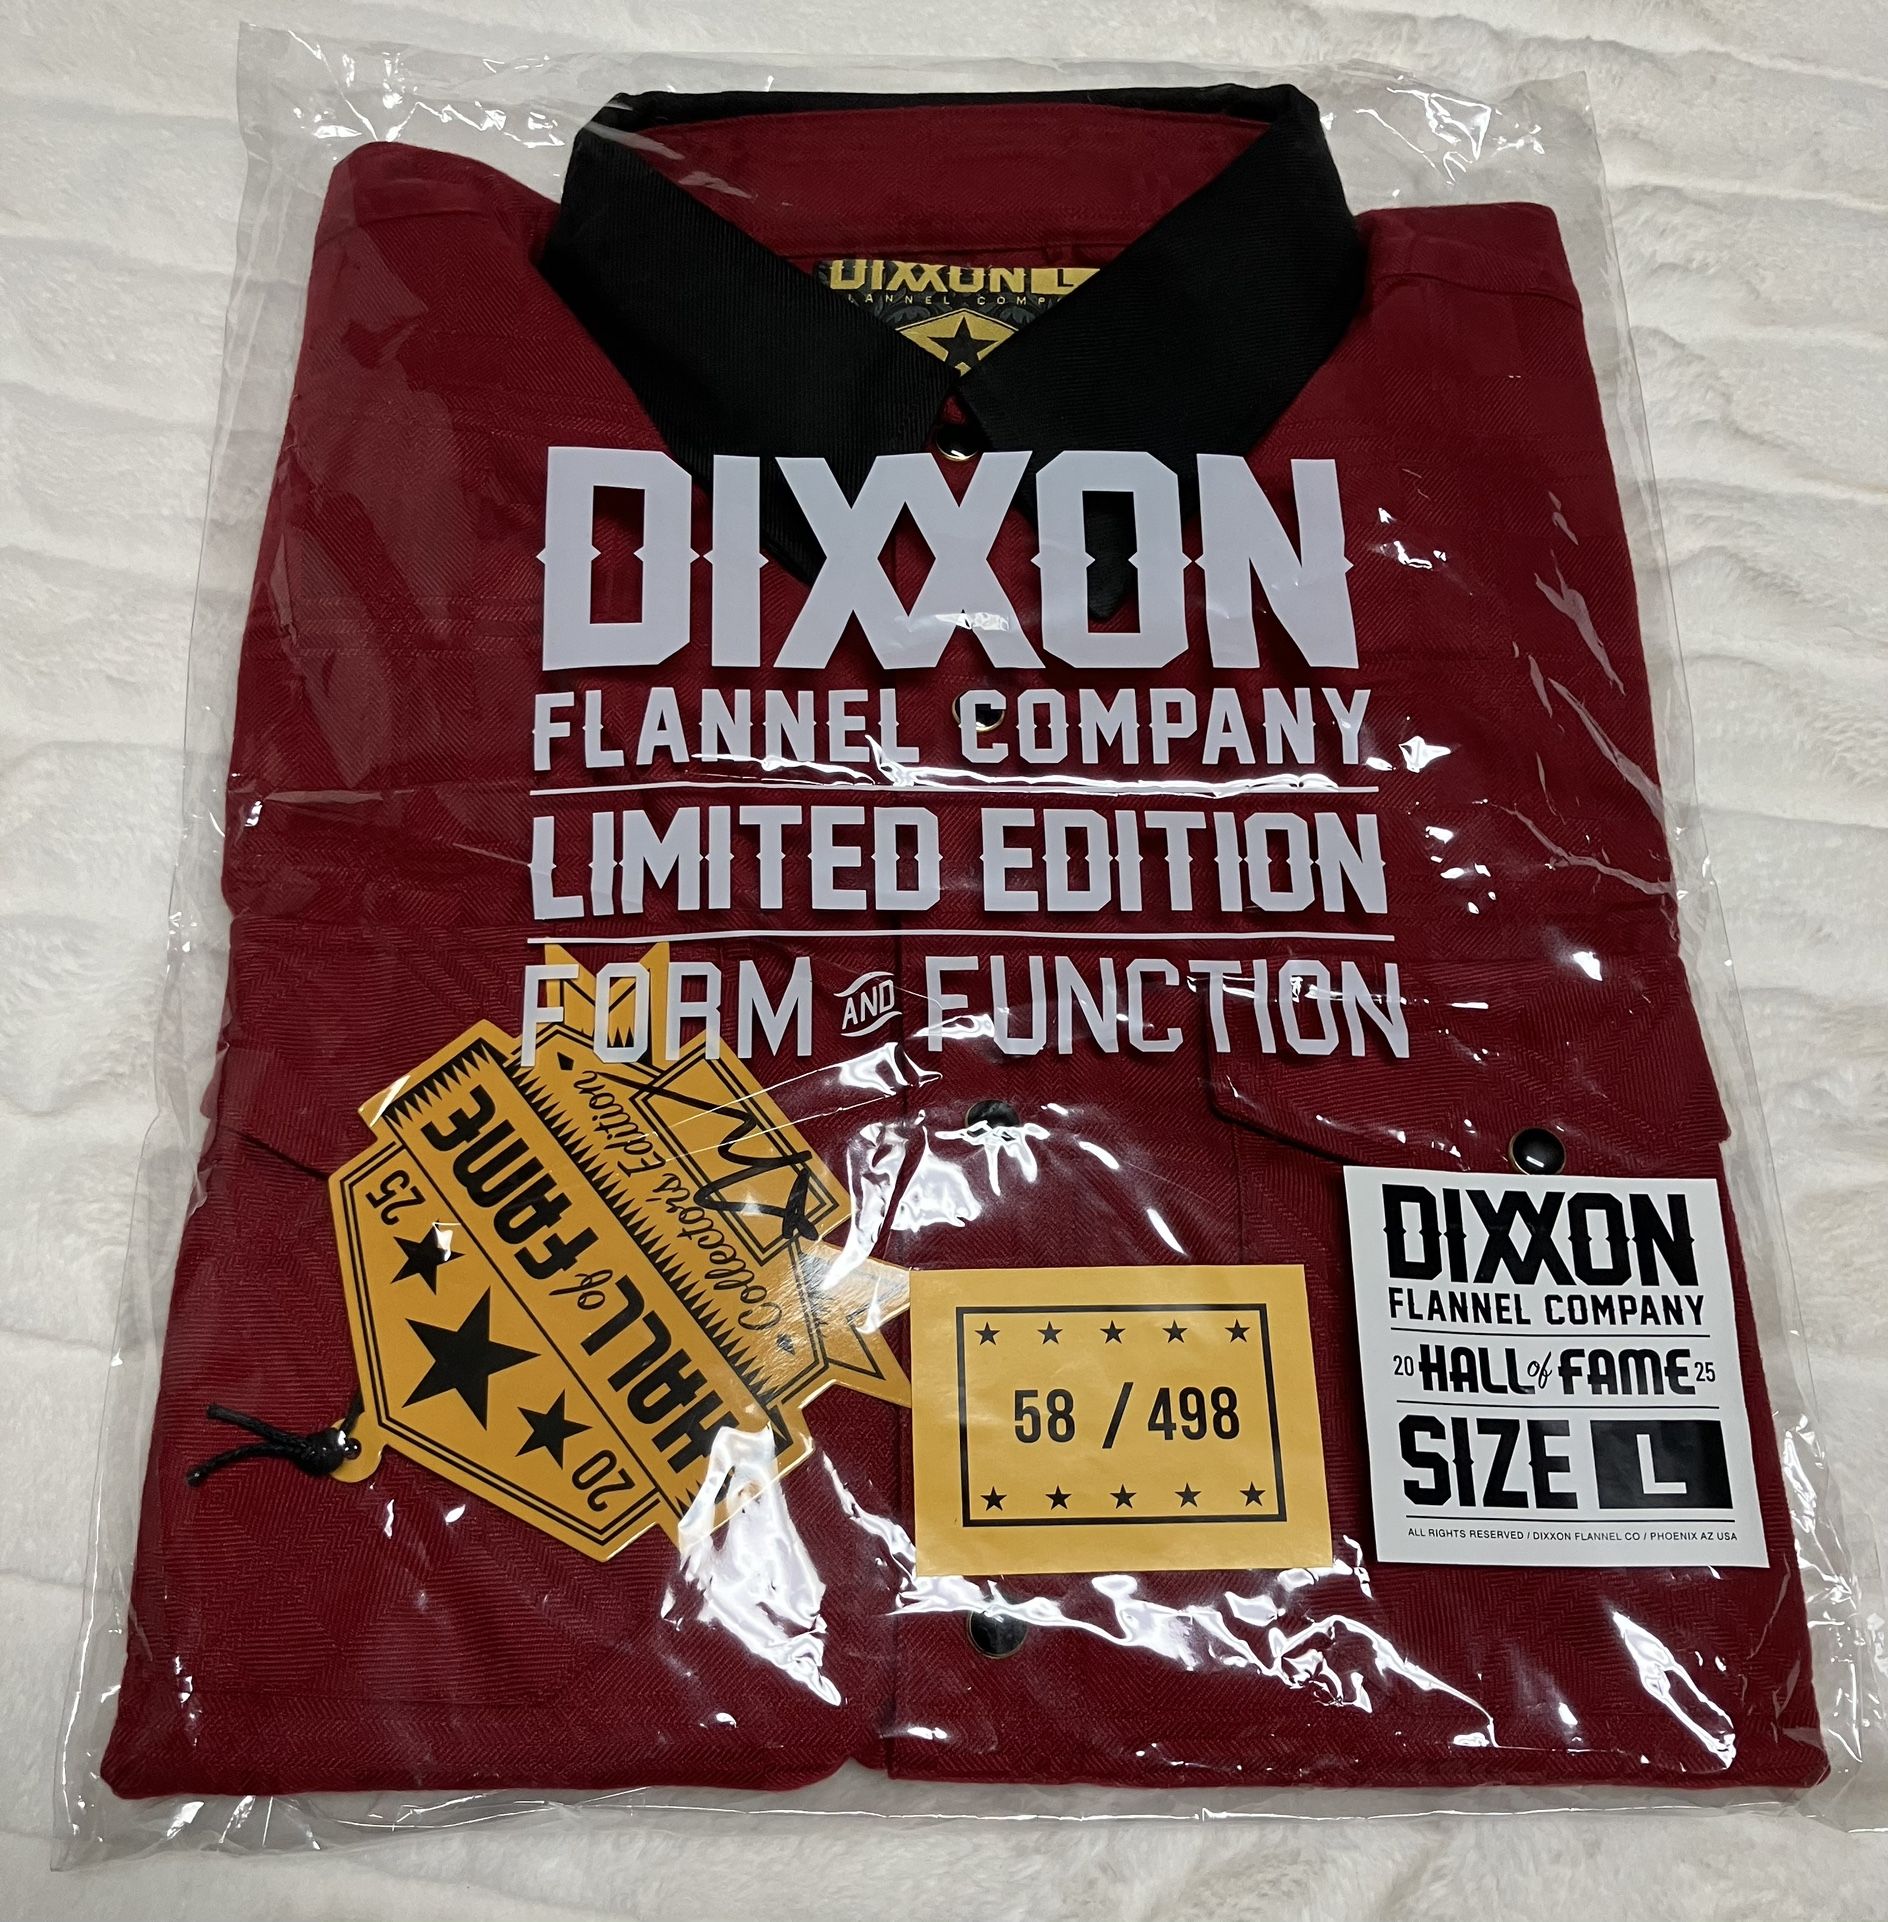 DIXXON L
FLANNEL COMP
DIXXON
FLANNEL COMPANY
LIMITED EDITION
FORM AND FUNCTION
20 25
HALL of FAME
Collector's Edition
58 / 498
DIXXON
FLANNEL COMPANY
20 HALL of FAME 25
SIZE L
ALL RIGHTS RESERVED / DIXXON FLANNEL CO / PHOENIX AZ USA